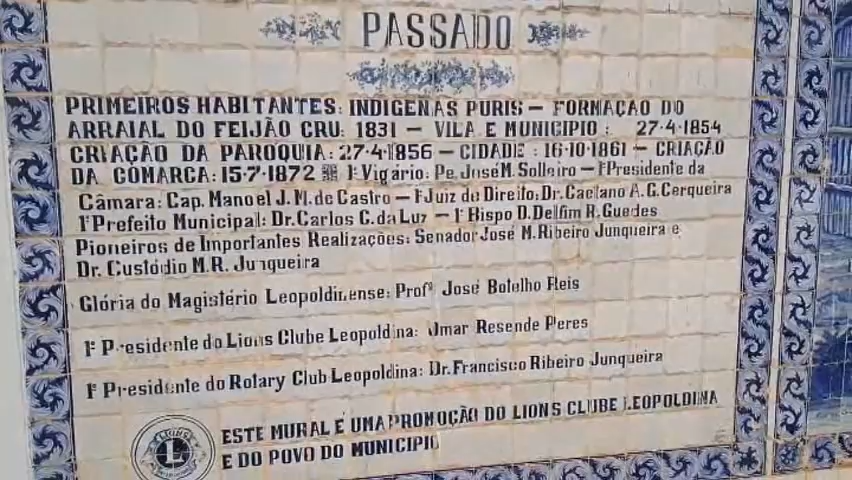 PASSADO
PRIMEIROS HABITANTES: INDIGENAS PURIS — FORMAÇAO DO
ARRAIAL DO FEIJÃO CRU: 1831 — VILA E MUNICIPIO: 27·4·1854
CRIAÇÃO DA PAROQUIA: 27·4·1856 — CIDADE: 16·10·1861 — CRIAÇÃO
DA COMARCA: 15·7·1872 1º Vigário: Pe. José M. Solleiro — 1º Presidente da
Câmara: Cap. Manoel J. M. de Castro — 1º Juiz de Direito: Dr. Caetano A. G. Cerqueira
1º Prefeito Municipal: Dr. Carlos C. da Luz — 1º Bispo D. Delfim R. Guedes
Pioneiros de Importantes Realizações: Senador José M. Ribeiro Junqueira e
Dr. Custódio M. R. Junqueira
Glória do Magistério Leopoldinense: Profº José Botelho Reis
1º Presidente do Lions Clube Leopoldina: Omar Resende Peres
1º Presidente do Rotary Club Leopoldina: Dr. Francisco Ribeiro Junqueira
LIONS
L
ESTE MURAL É UMA PROMOÇÃO DO LIONS CLUBE LEOPOLDINA
E DO POVO DO MUNICIPIO